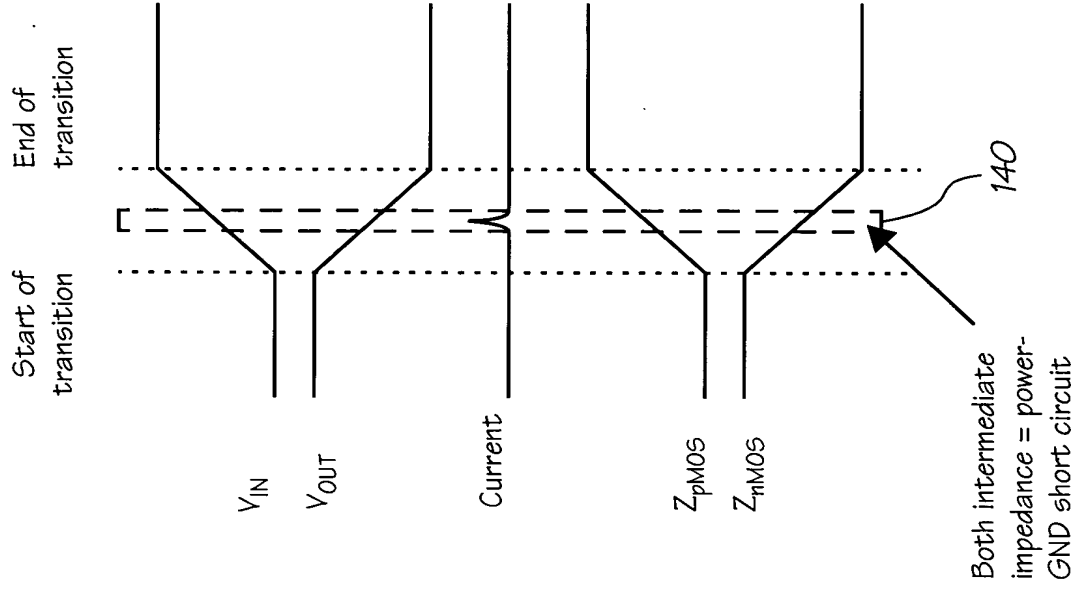 Start of
transition
End of
transition
V_IN
V_OUT
Current
Z_pMOS
Z_nMOS
140
Both intermediate
impedance = power-
GND short circuit